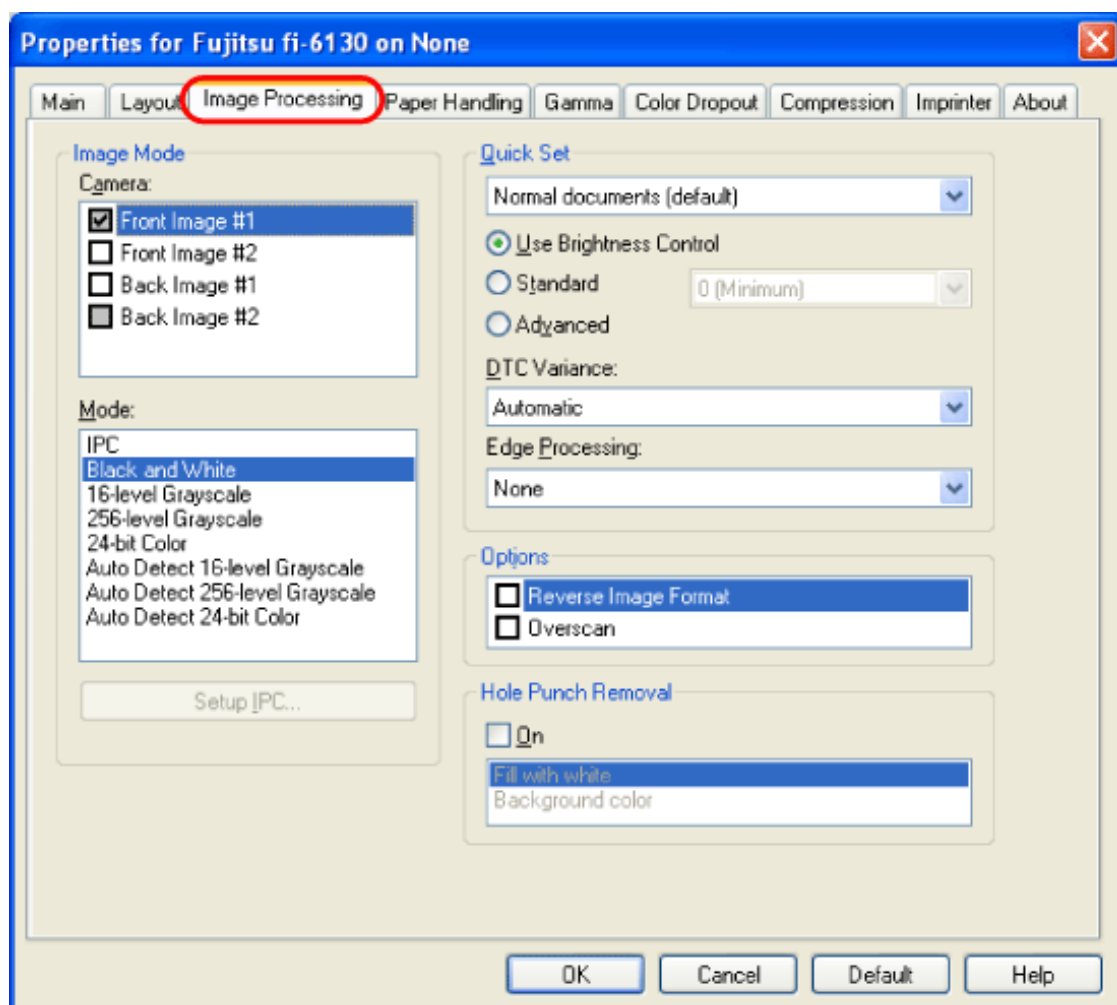 Properties for Fujitsu fi-6130 on None
Main Layout Image Processing Paper Handling Gamma Color Dropout Compression Imprinter About
Image Mode
Camera:
Front Image #1
Front Image #2
Back Image #1
Back Image #2
Mode:
IPC
Black and White
16-level Grayscale
256-level Grayscale
24-bit Color
Auto Detect 16-level Grayscale
Auto Detect 256-level Grayscale
Auto Detect 24-bit Color
Setup IPC...
Quick Set
Normal documents (default)
Use Brightness Control
Standard 0 (Minimum)
Advanced
DTC Variance:
Automatic
Edge Processing:
None
Options
Reverse Image Format
Overscan
Hole Punch Removal
On
Fill with white
Background color
OK Cancel Default Help